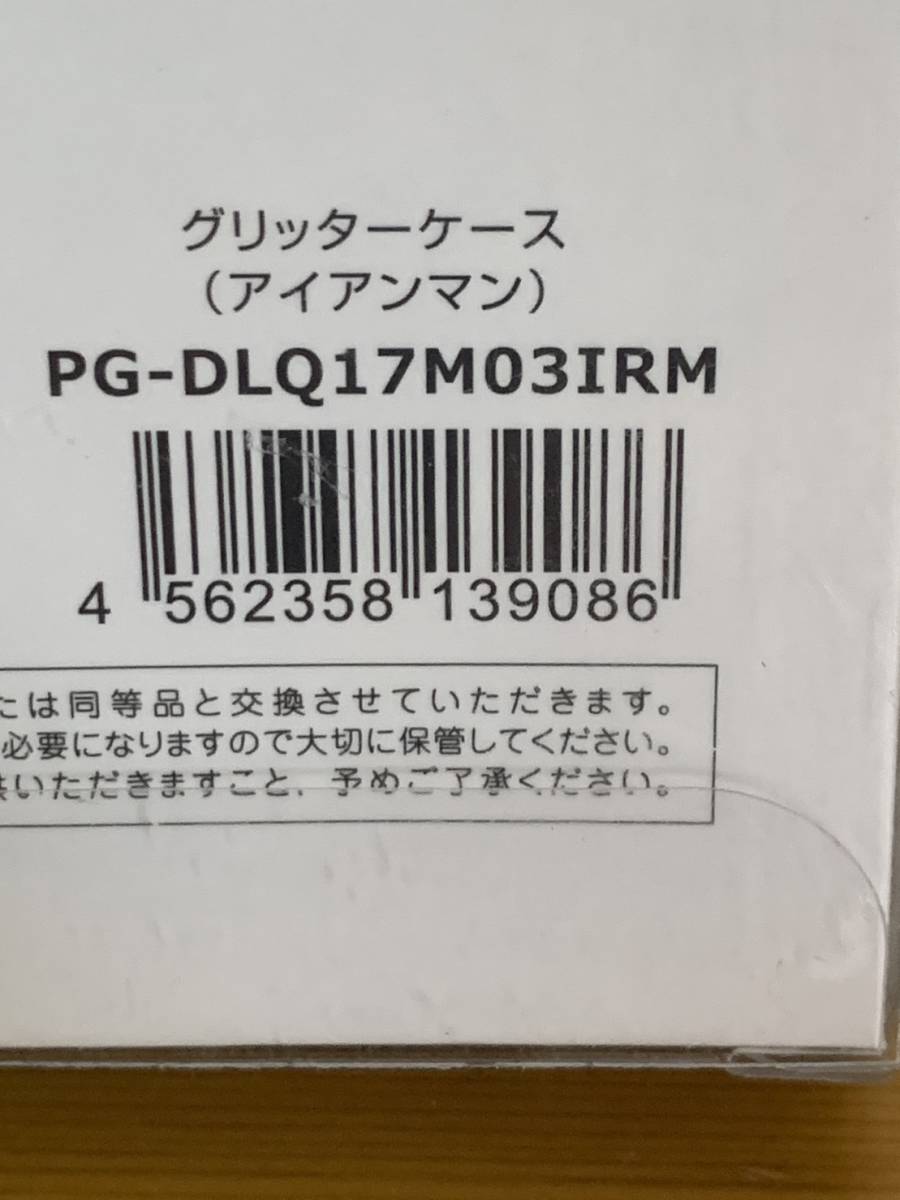 グリッターケース
（アイアンマン）
PG-DLQ17M03IRM
4 562358 139086
たは同等品と交換させていただきます。
必要になりますので大切に保管してください。
いただきますこと、予めご了承ください。